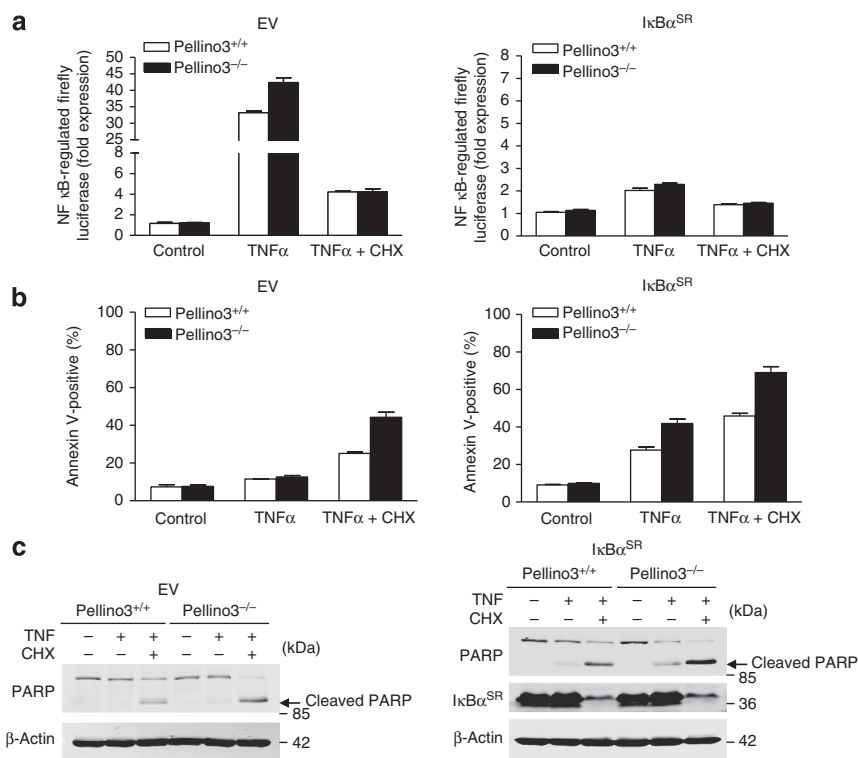 a
EV
Pellino3+/+
Pellino3–/–
NF κB-regulated firefly
luciferase (fold expression)
50
45
40
35
30
25
8
6
4
2
0
Control
TNFα
TNFα + CHX
IκBαSR
Pellino3+/+
Pellino3–/–
NF κB-regulated firefly
luciferase (fold expression)
8
7
6
5
4
3
2
1
0
Control
TNFα
TNFα + CHX
b
EV
Pellino3+/+
Pellino3–/–
Annexin V-positive (%)
100
80
60
40
20
0
Control
TNFα
TNFα + CHX
IκBαSR
Pellino3+/+
Pellino3–/–
Annexin V-positive (%)
100
80
60
40
20
0
Control
TNFα
TNFα + CHX
c
EV
Pellino3+/+ Pellino3–/–
TNF – + + – + +
CHX – – + – – + (kDa)
PARP
Cleaved PARP
85
β-Actin 42
IκBαSR
Pellino3+/+ Pellino3–/–
TNF – + + – + +
CHX – – + – – + (kDa)
PARP
Cleaved PARP
85
IκBαSR 36
β-Actin 42